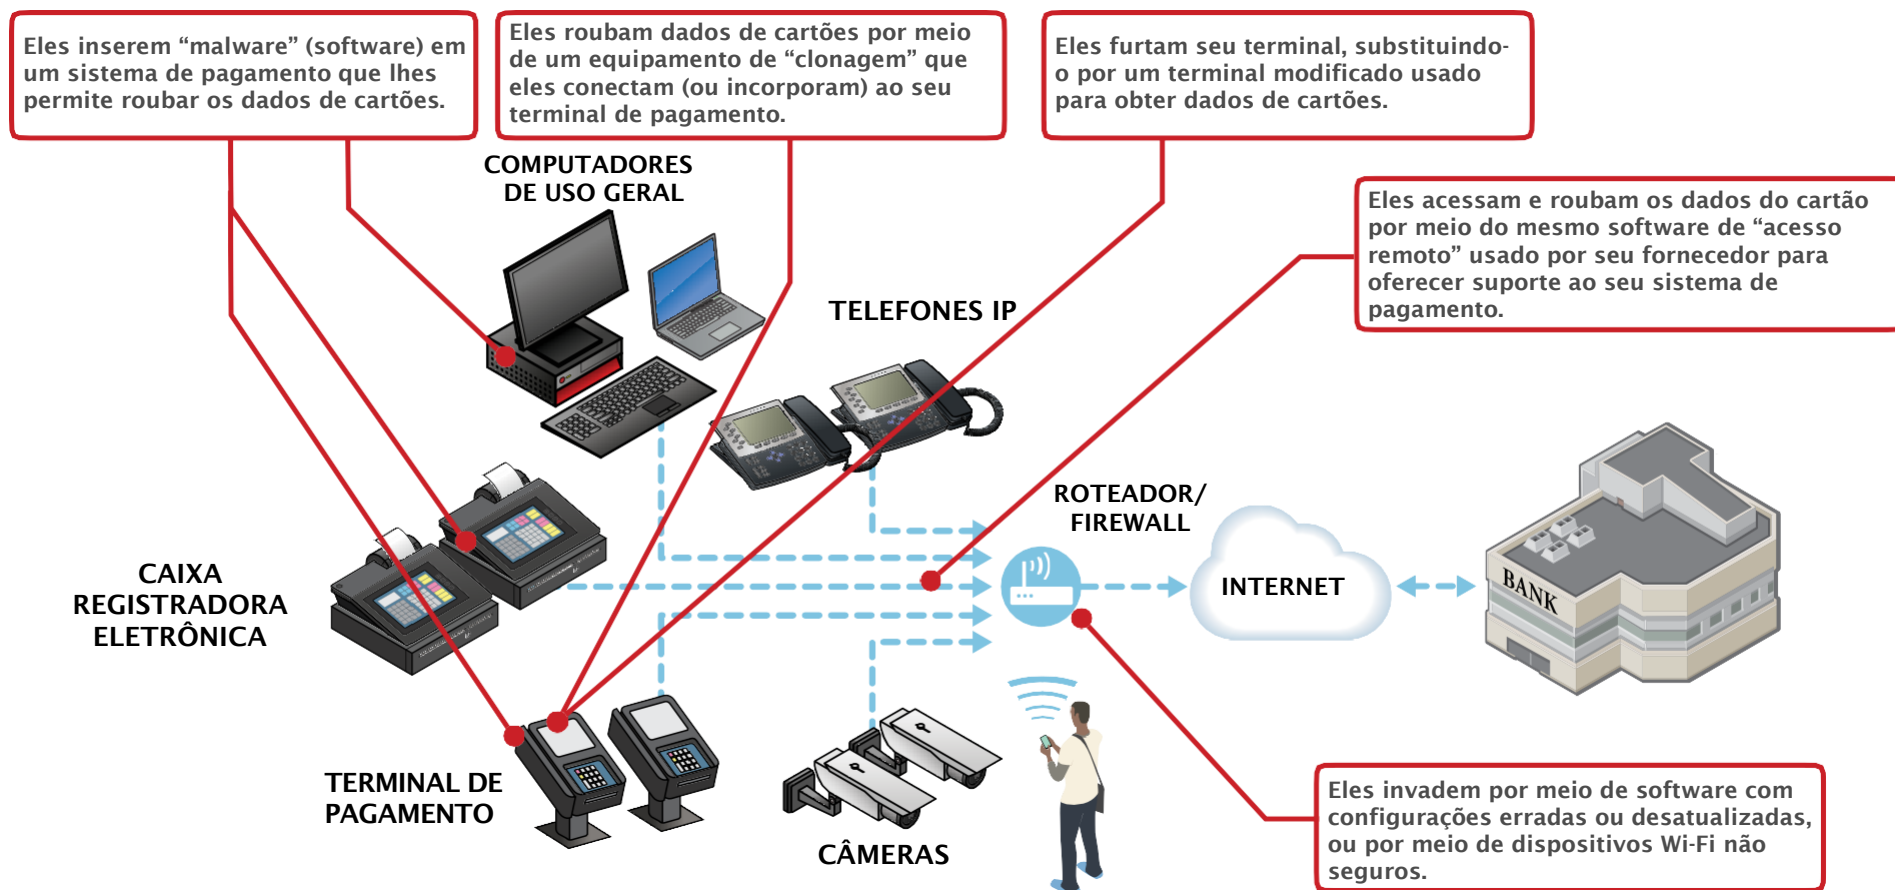 Eles inserem “malware” (software) em
um sistema de pagamento que lhes
permite roubar os dados de cartões.
Eles roubam dados de cartões por meio
de um equipamento de “clonagem” que
eles conectam (ou incorporam) ao seu
terminal de pagamento.
Eles furtam seu terminal, substituindo-
o por um terminal modificado usado
para obter dados de cartões.
Eles acessam e roubam os dados do cartão
por meio do mesmo software de “acesso
remoto” usado por seu fornecedor para
oferecer suporte ao seu sistema de
pagamento.
COMPUTADORES
DE USO GERAL
TELEFONES IP
ROTEADOR/
FIREWALL
INTERNET
BANK
CAIXA
REGISTRADORA
ELETRÔNICA
TERMINAL DE
PAGAMENTO
CÂMERAS
Eles invadem por meio de software com
configurações erradas ou desatualizadas,
ou por meio de dispositivos Wi-Fi não
seguros.